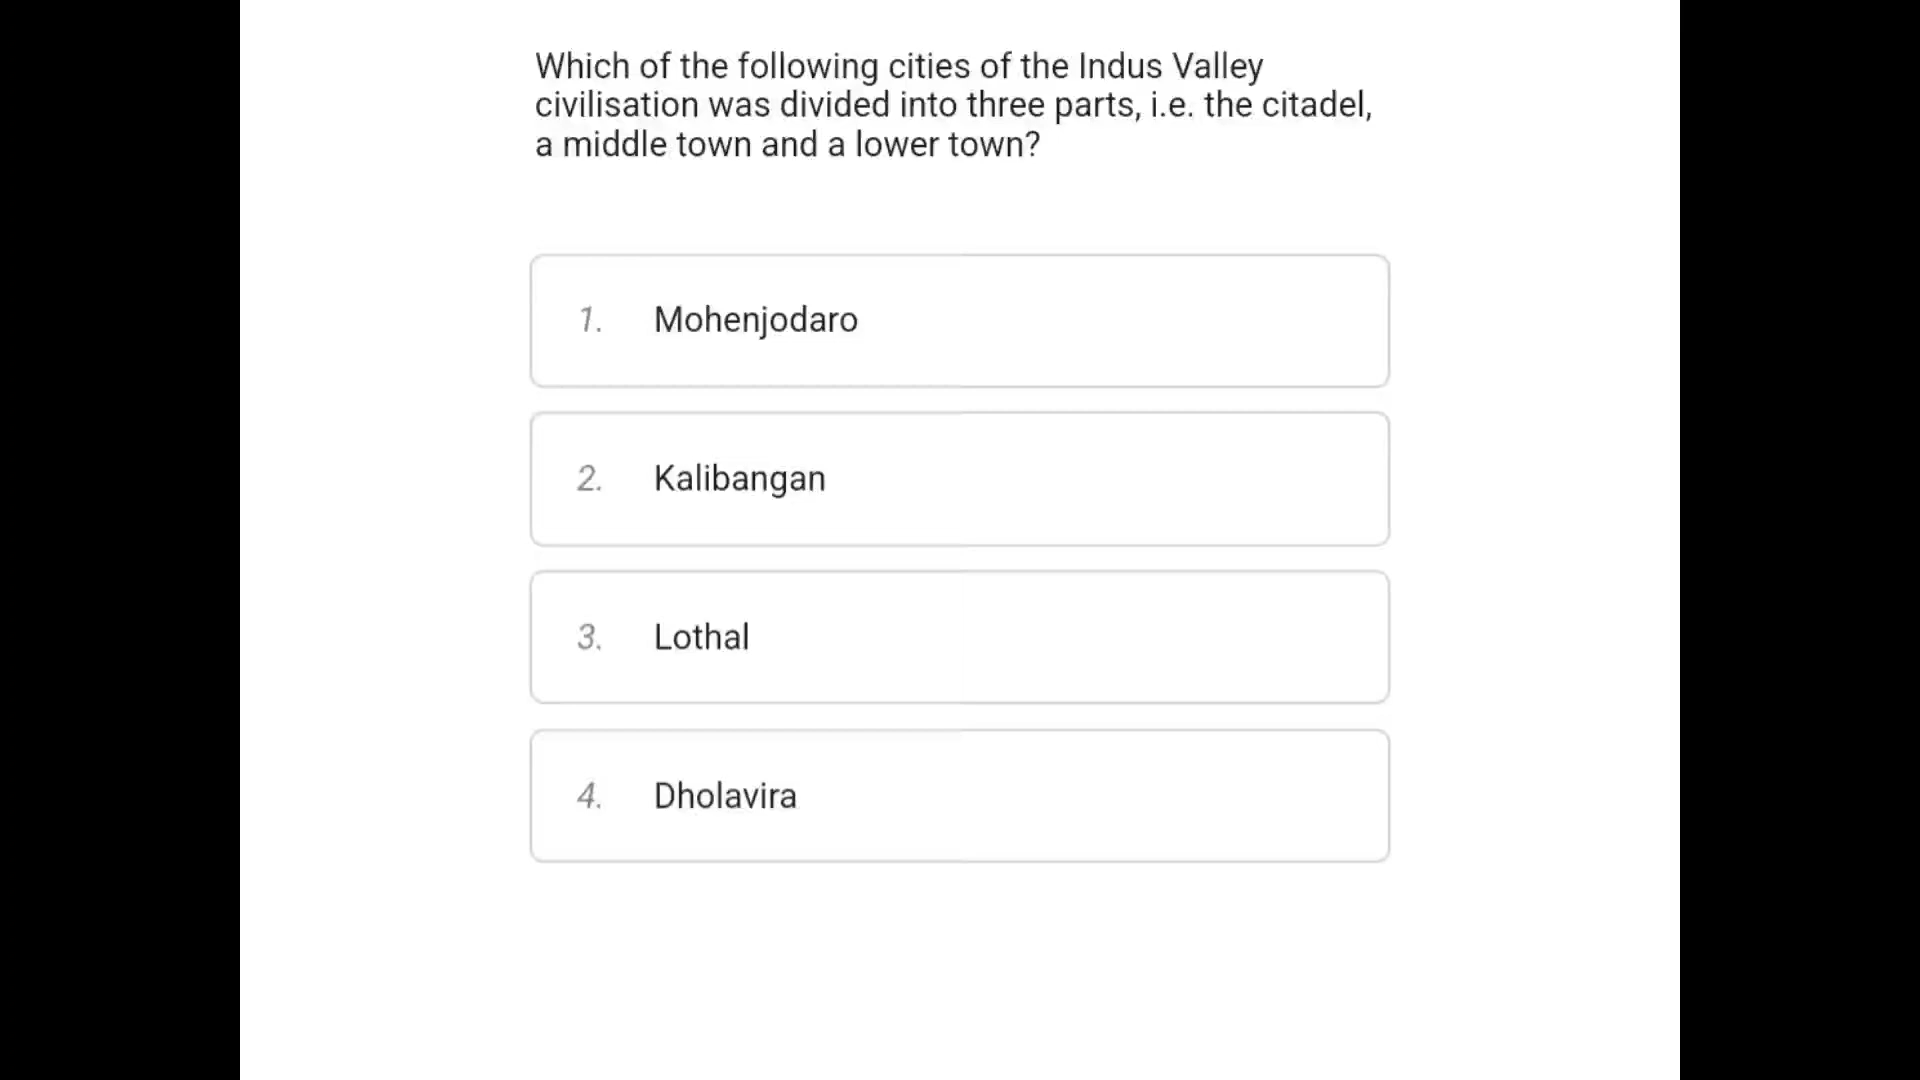 Which of the following cities of the Indus Valley
civilisation was divided into three parts, i.e. the citadel,
a middle town and a lower town?
1. Mohenjodaro
2. Kalibangan
3. Lothal
4. Dholavira